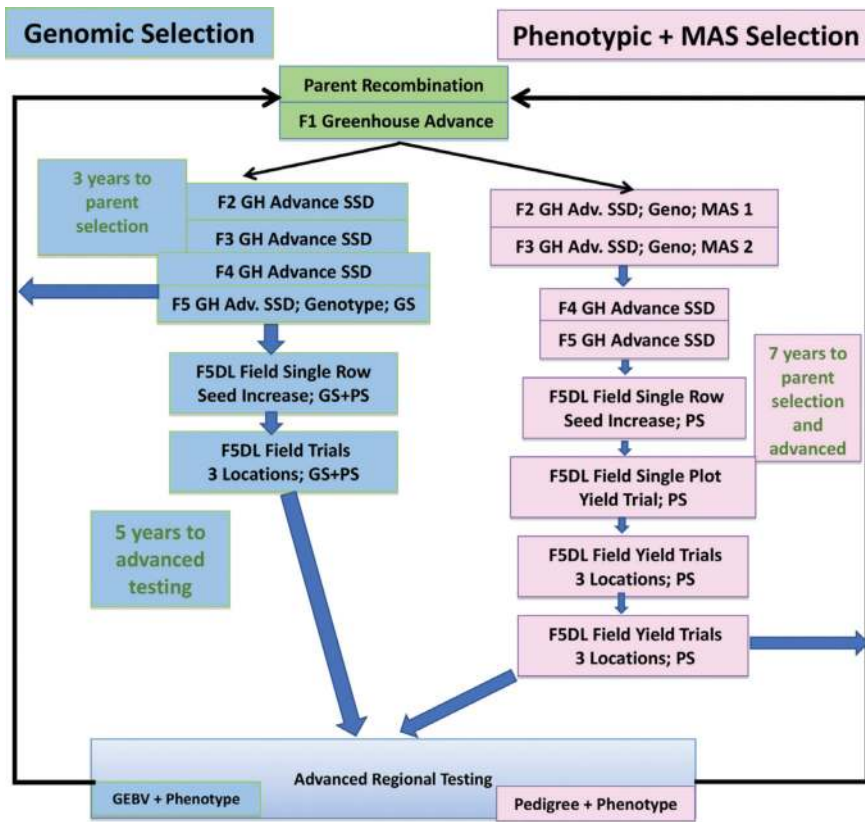 Genomic Selection
Phenotypic + MAS Selection
Parent Recombination
F1 Greenhouse Advance
3 years to
parent
selection
F2 GH Advance SSD
F3 GH Advance SSD
F4 GH Advance SSD
F5 GH Adv. SSD; Genotype; GS
F5DL Field Single Row
Seed Increase; GS+PS
F5DL Field Trials
3 Locations; GS+PS
5 years to
advanced
testing
F2 GH Adv. SSD; Geno; MAS 1
F3 GH Adv. SSD; Geno; MAS 2
F4 GH Advance SSD
F5 GH Advance SSD
F5DL Field Single Row
Seed Increase; PS
F5DL Field Single Plot
Yield Trial; PS
F5DL Field Yield Trials
3 Locations; PS
F5DL Field Yield Trials
3 Locations; PS
7 years to
parent
selection
and
advanced
Advanced Regional Testing
GEBV + Phenotype
Pedigree + Phenotype